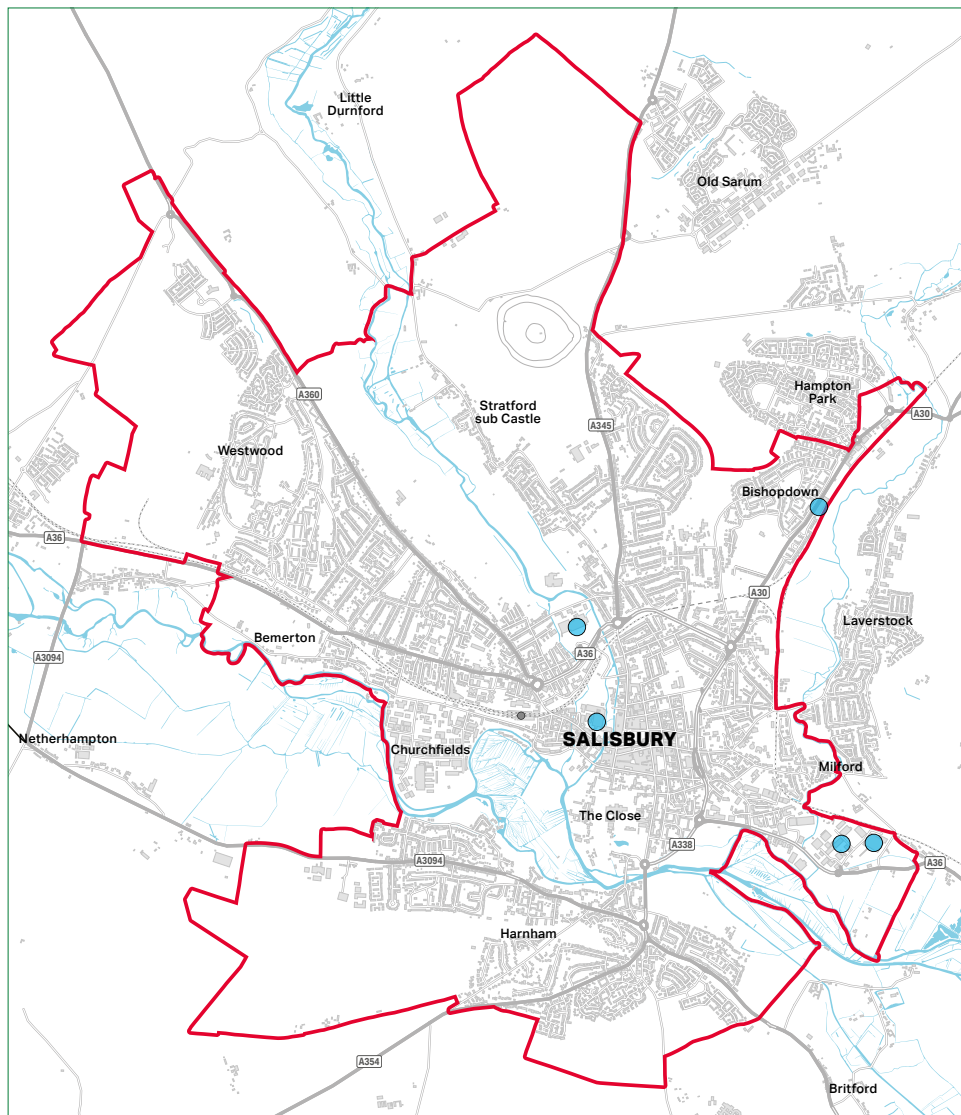 Little
Durnford
Old Sarum
Hampton
Park
A360
A30
Stratford
sub Castle
A345
Westwood
Bishopdown
A36
A30
Laverstock
Bemerton
A36
A3094
Netherhampton
Churchfields
SALISBURY
Milford
The Close
A338
A3094
A36
Harnham
A354
Britford